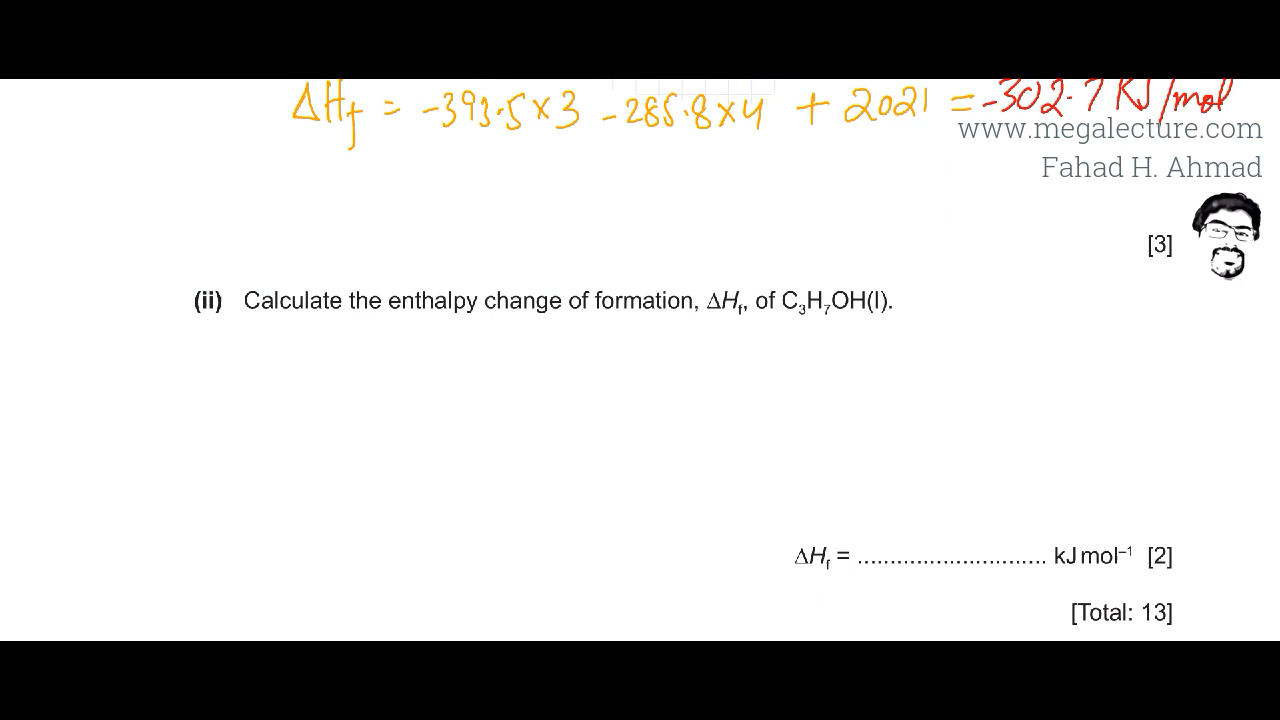 ΔHf = -393.5×3 -285.8×4 + 2021 = -302.7 KJ/mol
www.megalecture.com
Fahad H. Ahmad
[3]
(ii) Calculate the enthalpy change of formation, ΔHf, of C3H7OH(l).
ΔHf = ............................ kJ mol–1 [2]
[Total: 13]